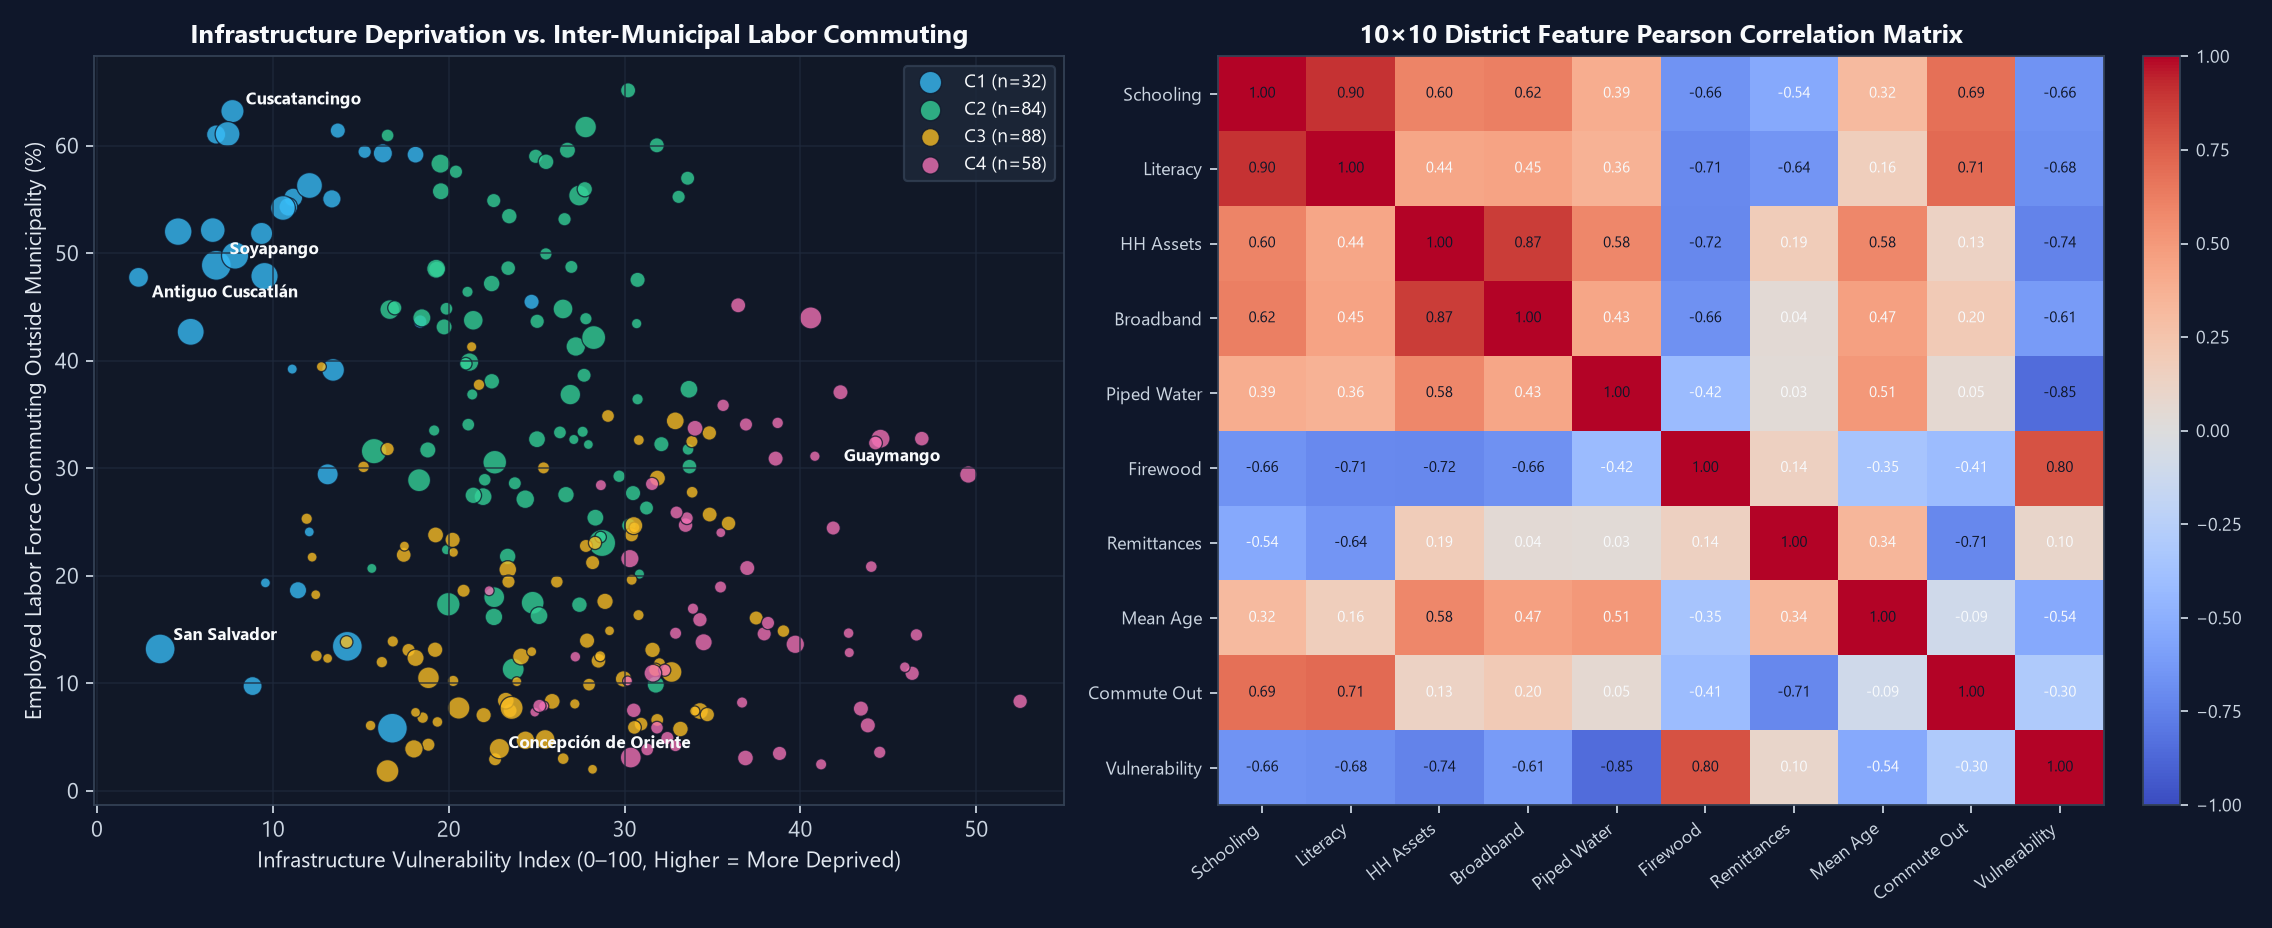 Infrastructure Deprivation vs. Inter-Municipal Labor Commuting
Employed Labor Force Commuting Outside Municipality (%)
60
50
40
30
20
10
0
0 10 20 30 40 50
Infrastructure Vulnerability Index (0–100, Higher = More Deprived)
C1 (n=32)
C2 (n=84)
C3 (n=88)
C4 (n=58)
Cuscatancingo
Soyapango
Antiguo Cuscatlán
Guaymango
San Salvador
Concepción de Oriente
10×10 District Feature Pearson Correlation Matrix
Schooling 1.00 0.90 0.60 0.62 0.39 -0.66 -0.54 0.32 0.69 -0.66
Literacy 0.90 1.00 0.44 0.45 0.36 -0.71 -0.64 0.16 0.71 -0.68
HH Assets 0.60 0.44 1.00 0.87 0.58 -0.72 0.19 0.58 0.13 -0.74
Broadband 0.62 0.45 0.87 1.00 0.43 -0.66 0.04 0.47 0.20 -0.61
Piped Water 0.39 0.36 0.58 0.43 1.00 -0.42 0.03 0.51 0.05 -0.85
Firewood -0.66 -0.71 -0.72 -0.66 -0.42 1.00 0.14 -0.35 -0.41 0.80
Remittances -0.54 -0.64 0.19 0.04 0.03 0.14 1.00 0.34 -0.71 0.10
Mean Age 0.32 0.16 0.58 0.47 0.51 -0.35 0.34 1.00 -0.09 -0.54
Commute Out 0.69 0.71 0.13 0.20 0.05 -0.41 -0.71 -0.09 1.00 -0.30
Vulnerability -0.66 -0.68 -0.74 -0.61 -0.85 0.80 0.10 -0.54 -0.30 1.00
Schooling Literacy HH Assets Broadband Piped Water Firewood Remittances Mean Age Commute Out Vulnerability
1.00
0.75
0.50
0.25
0.00
−0.25
−0.50
−0.75
−1.00